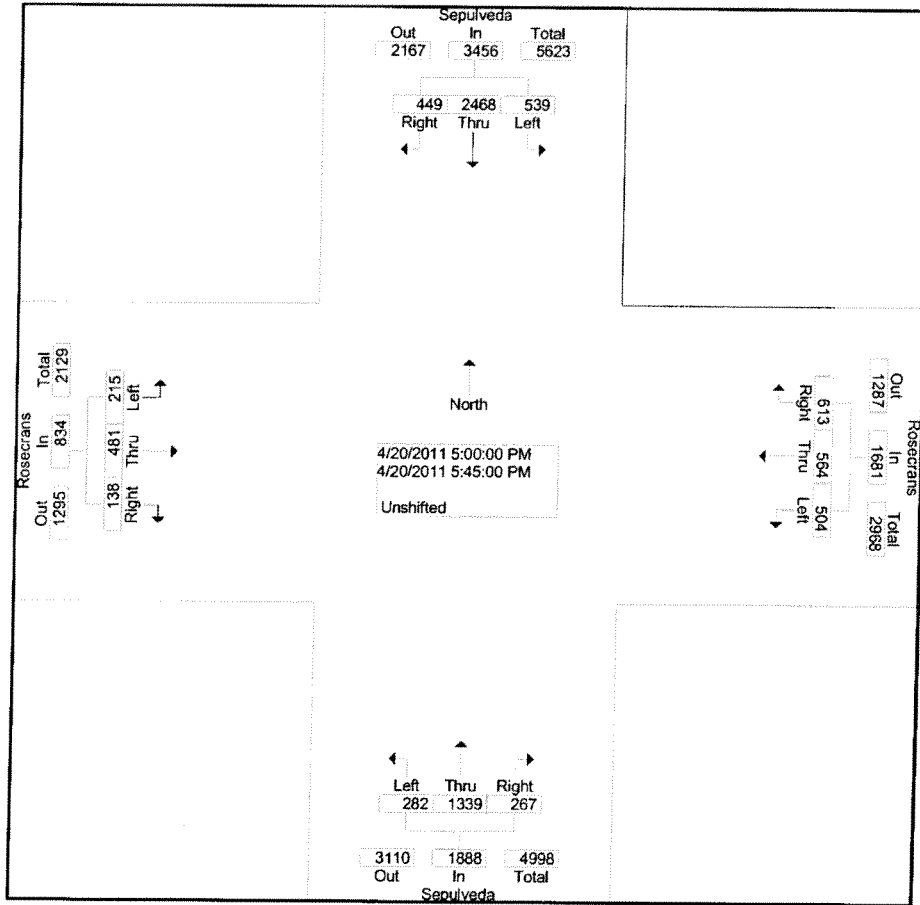 Sepulveda
Out In Total
2167 3456 5623
449 2468 539
Right Thru Left
Rosecrans
Total In Out
2129 834 1295
215 481 138
Left Thru Right
North
4/20/2011 5:00:00 PM
4/20/2011 5:45:00 PM
Unshifted
Right Thru Left
613 564 504
Out In Total
1287 1681 2968
Rosecrans
Left Thru Right
282 1339 267
3110 1888 4998
Out In Total
Sepulveda